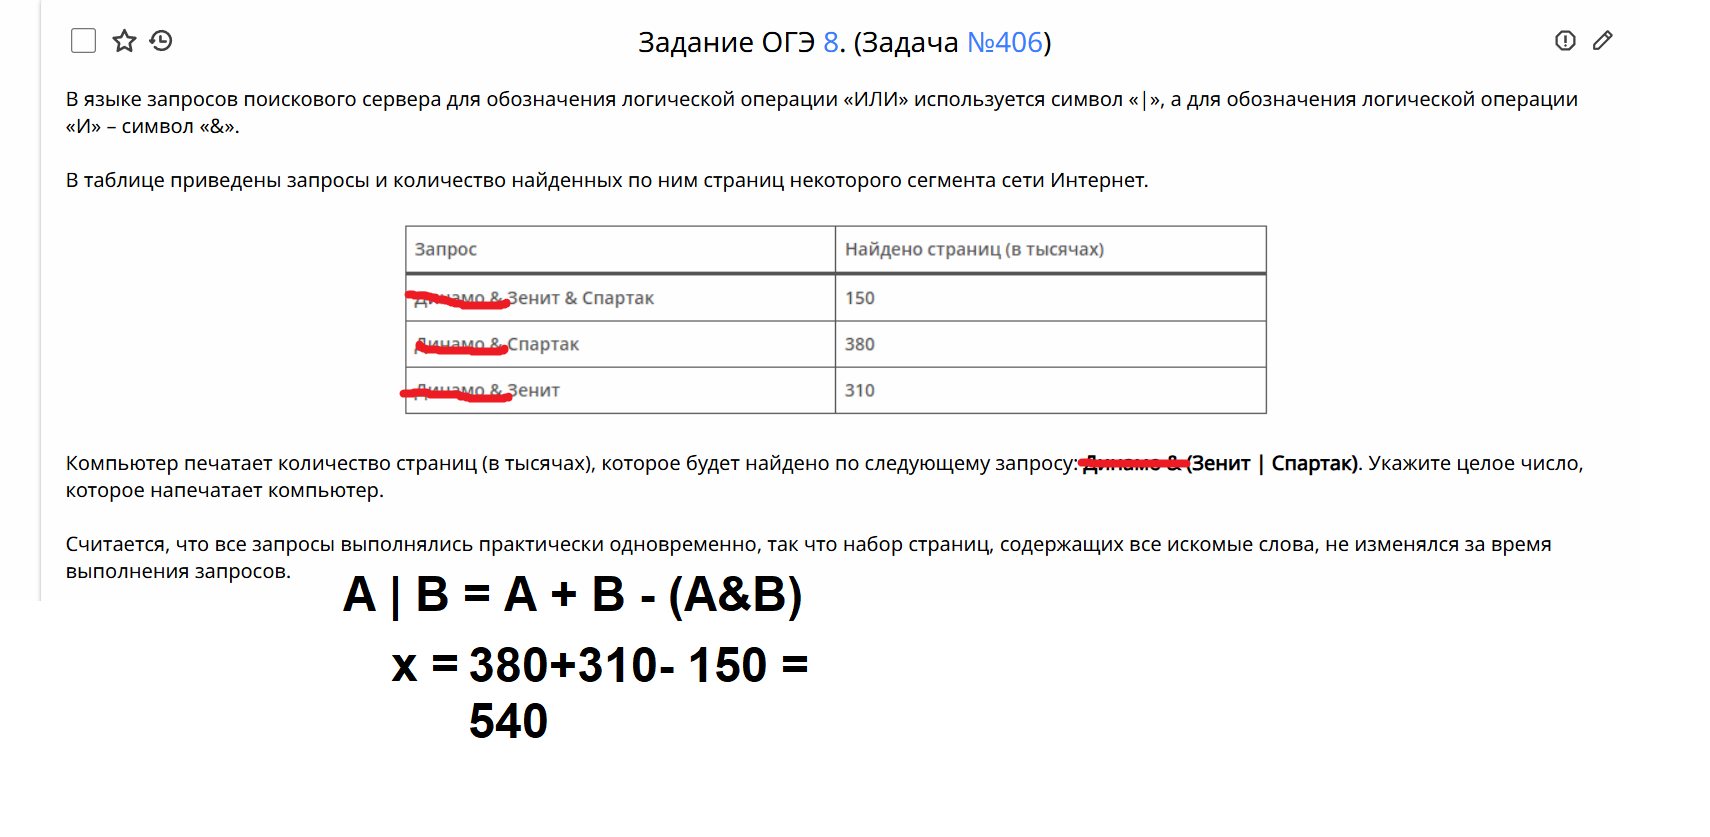 Задание ОГЭ 8. (Задача №406)
В языке запросов поискового сервера для обозначения логической операции «ИЛИ» используется символ «|», а для обозначения логической операции
«И» – символ «&».
В таблице приведены запросы и количество найденных по ним страниц некоторого сегмента сети Интернет.
Запрос Найдено страниц (в тысячах)
Динамо & Зенит & Спартак 150
Динамо & Спартак 380
Динамо & Зенит 310
Компьютер печатает количество страниц (в тысячах), которое будет найдено по следующему запросу: Динамо & (Зенит | Спартак). Укажите целое число,
которое напечатает компьютер.
Считается, что все запросы выполнялись практически одновременно, так что набор страниц, содержащих все искомые слова, не изменялся за время
выполнения запросов.
A | B = A + B - (A&B)
x = 380+310- 150 =
540